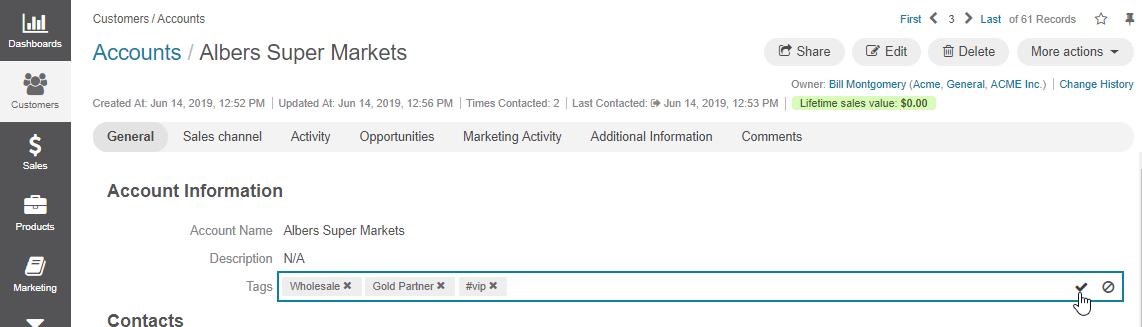 Dashboards
Customers
Sales
Products
Marketing
Customers / Accounts
First 3 Last of 61 Records
Accounts / Albers Super Markets
Share Edit Delete More actions
Owner: Bill Montgomery (Acme, General, ACME Inc.) Change History
Created At: Jun 14, 2019, 12:52 PM Updated At: Jun 14, 2019, 12:56 PM Times Contacted: 2 Last Contacted: Jun 14, 2019, 12:53 PM Lifetime sales value: $0.00
General Sales channel Activity Opportunities Marketing Activity Additional Information Comments
Account Information
Account Name Albers Super Markets
Description N/A
Tags Wholesale Gold Partner #vip
Contacts